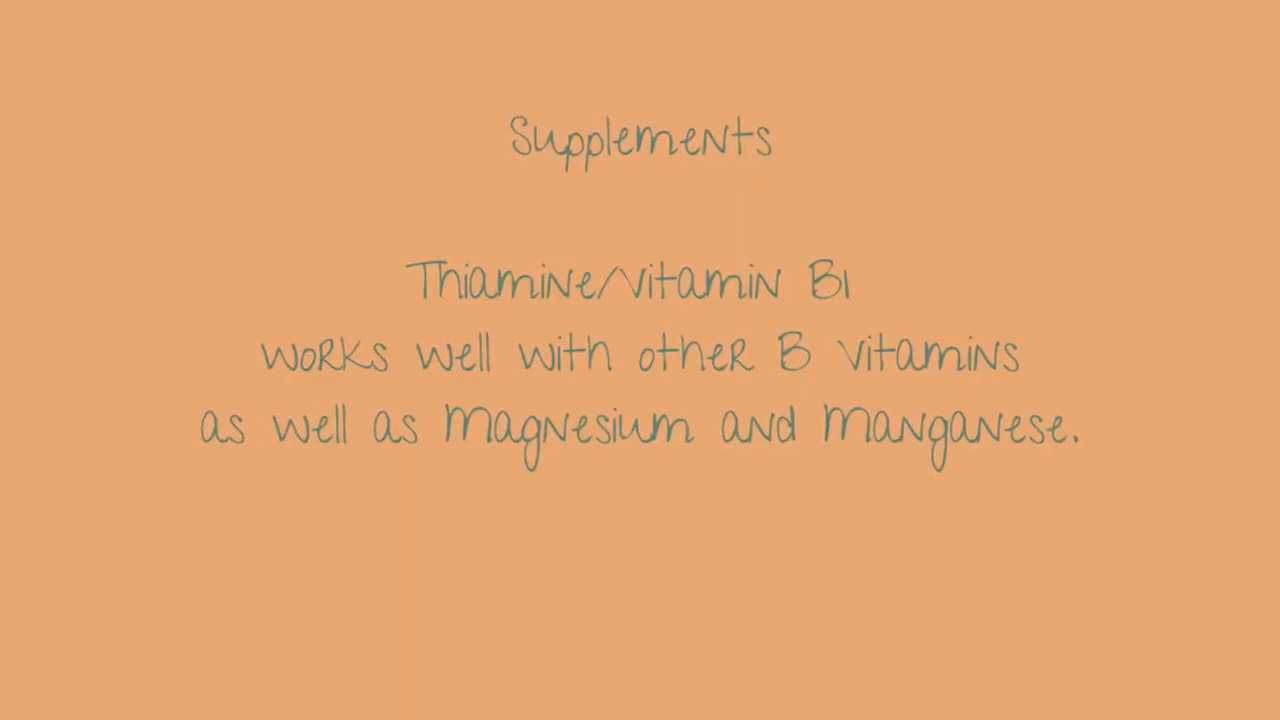 Supplements
Thiamine/Vitamin B1
works well with other B Vitamins
as well as Magnesium and Manganese.